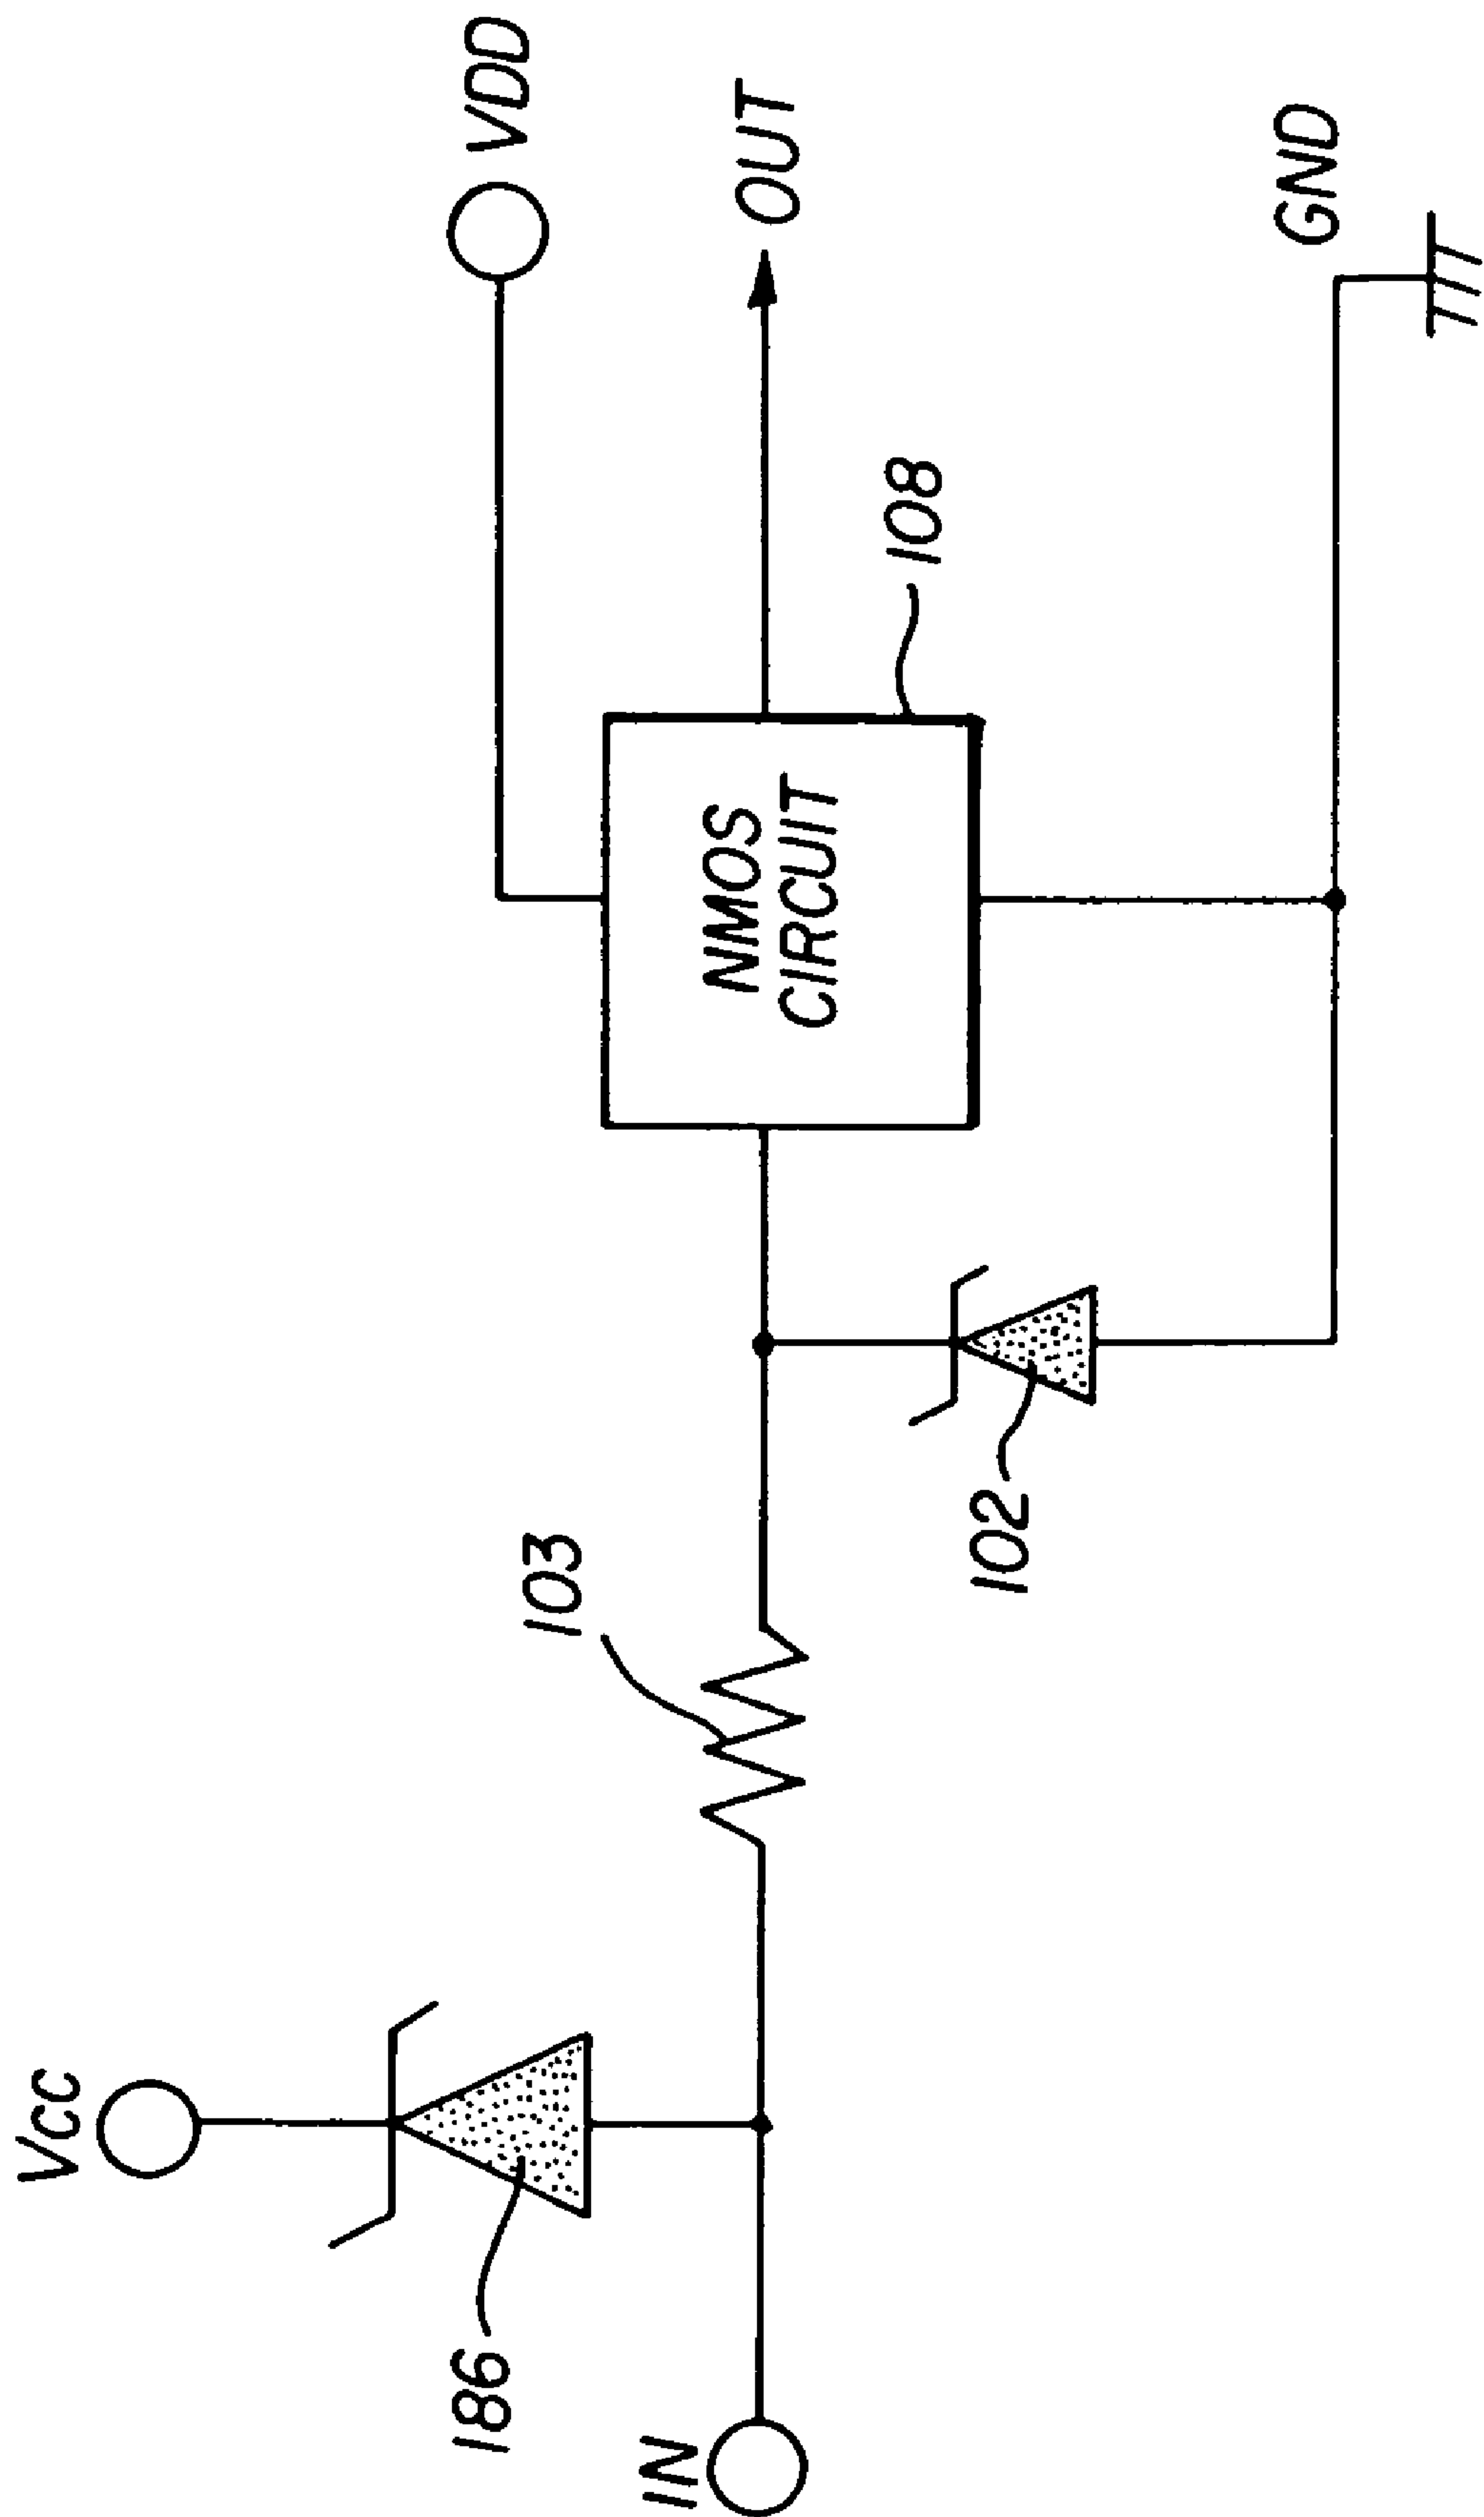 Vcc
VDD
186
103
IN
NMOS
CIRCUIT
OUT
108
102
GND